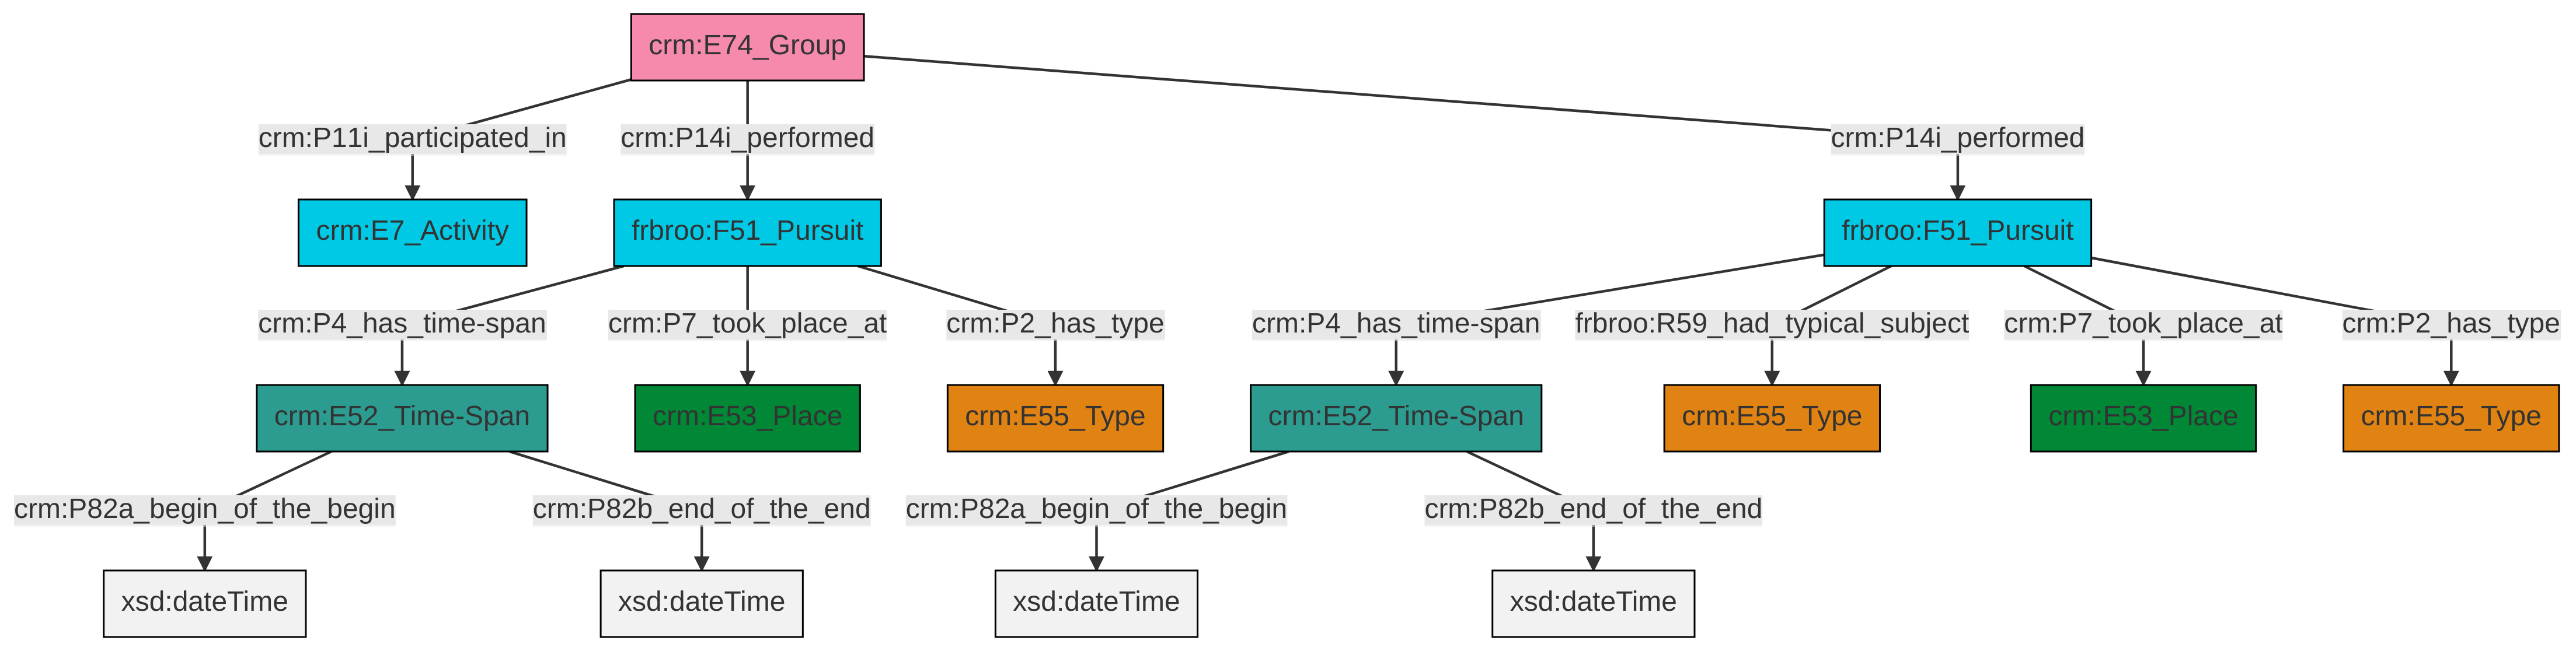 crm:E74_Group
crm:P11i_participated_in
crm:P14i_performed
crm:P14i_performed
crm:E7_Activity
frbroo:F51_Pursuit
frbroo:F51_Pursuit
crm:P4_has_time-span
crm:P7_took_place_at
crm:P2_has_type
crm:P4_has_time-span
frbroo:R59_had_typical_subject
crm:P7_took_place_at
crm:P2_has_type
crm:E52_Time-Span
crm:E53_Place
crm:E55_Type
crm:E52_Time-Span
crm:E55_Type
crm:E53_Place
crm:E55_Type
crm:P82a_begin_of_the_begin
crm:P82b_end_of_the_end
crm:P82a_begin_of_the_begin
crm:P82b_end_of_the_end
xsd:dateTime
xsd:dateTime
xsd:dateTime
xsd:dateTime